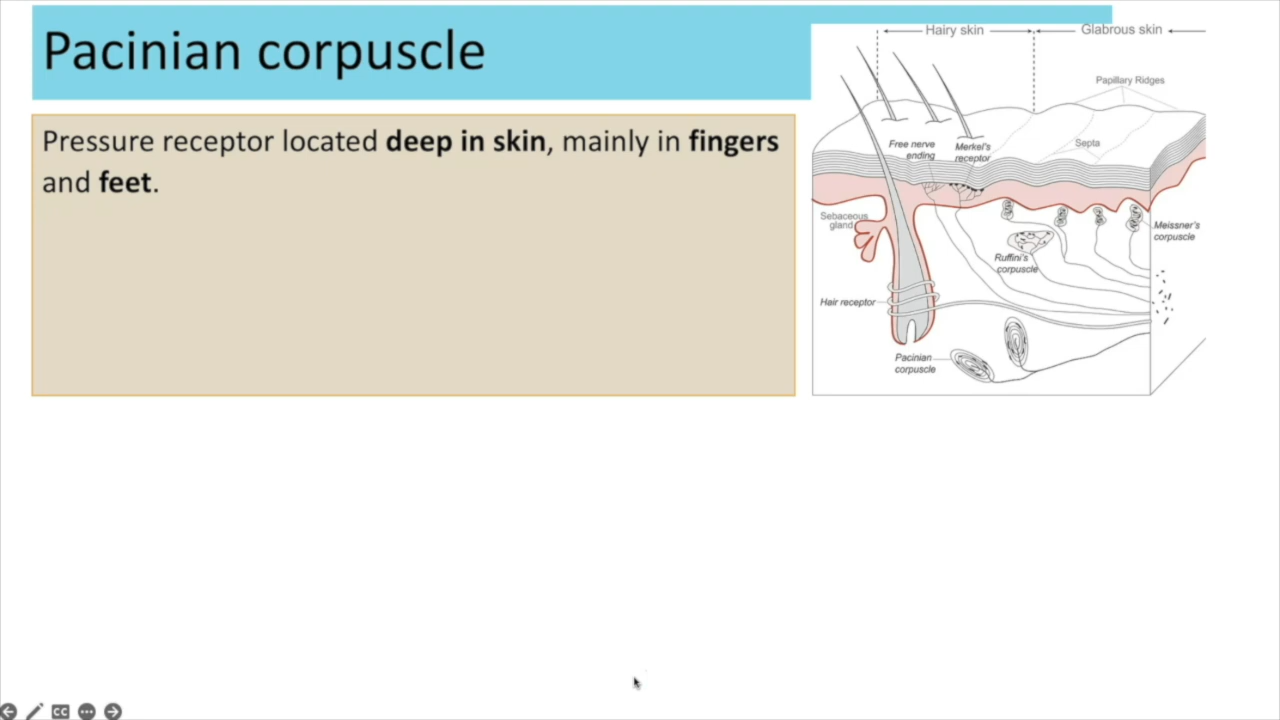 Pacinian corpuscle
Pressure receptor located deep in skin, mainly in fingers
and feet.
Hairy skin
Glabrous skin
Papillary Ridges
Free nerve
ending
Merkel's
receptor
Septa
Sebaceous
gland
Meissner's
corpuscle
Ruffini's
corpuscle
Hair receptor
Pacinian
corpuscle
CC